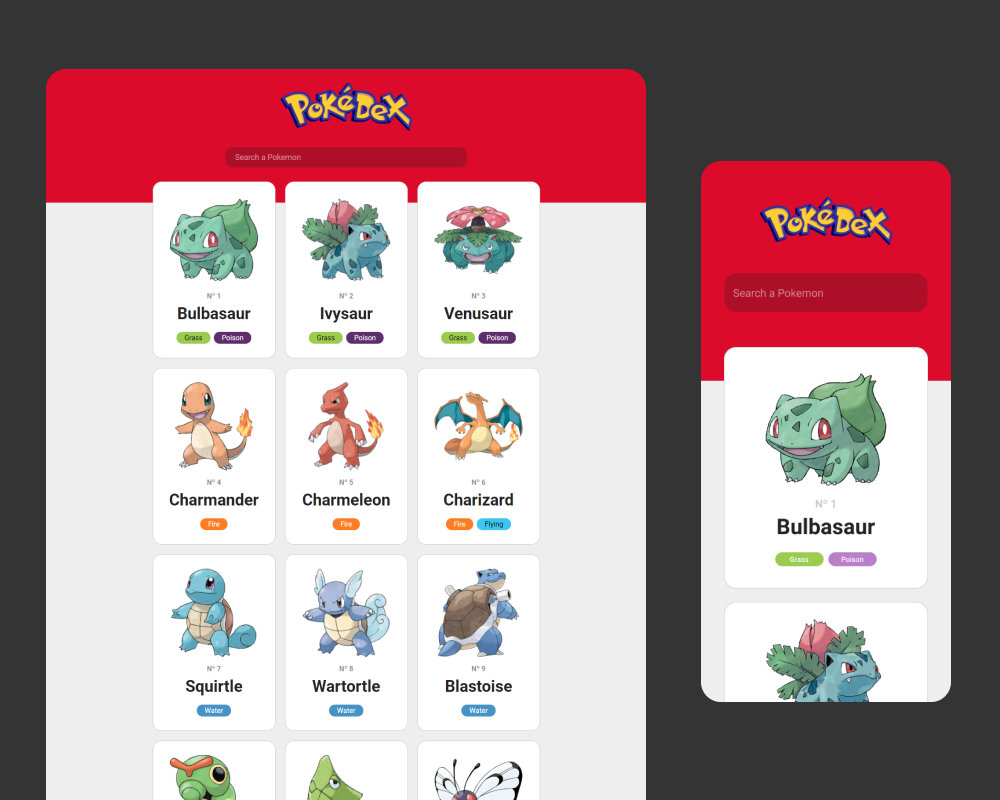 PokéDex
Search a Pokemon
Nº 1
Bulbasaur
Grass Poison
Nº 2
Ivysaur
Grass Poison
Nº 3
Venusaur
Grass Poison
Nº 4
Charmander
Fire
Nº 5
Charmeleon
Fire
Nº 6
Charizard
Fire Flying
Nº 7
Squirtle
Water
Nº 8
Wartortle
Water
Nº 9
Blastoise
Water
PokéDex
Search a Pokemon
Nº 1
Bulbasaur
Grass Poison